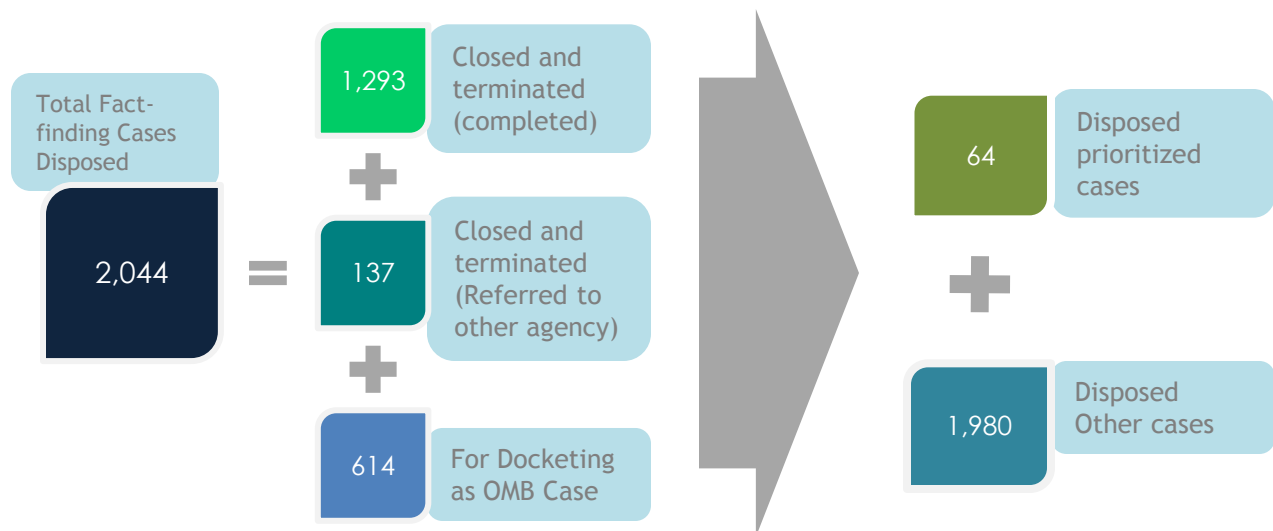 Total Fact-
finding Cases
Disposed
2,044
1,293
Closed and
terminated
(completed)
137
Closed and
terminated
(Referred to
other agency)
614
For Docketing
as OMB Case
64
Disposed
prioritized
cases
1,980
Disposed
Other cases